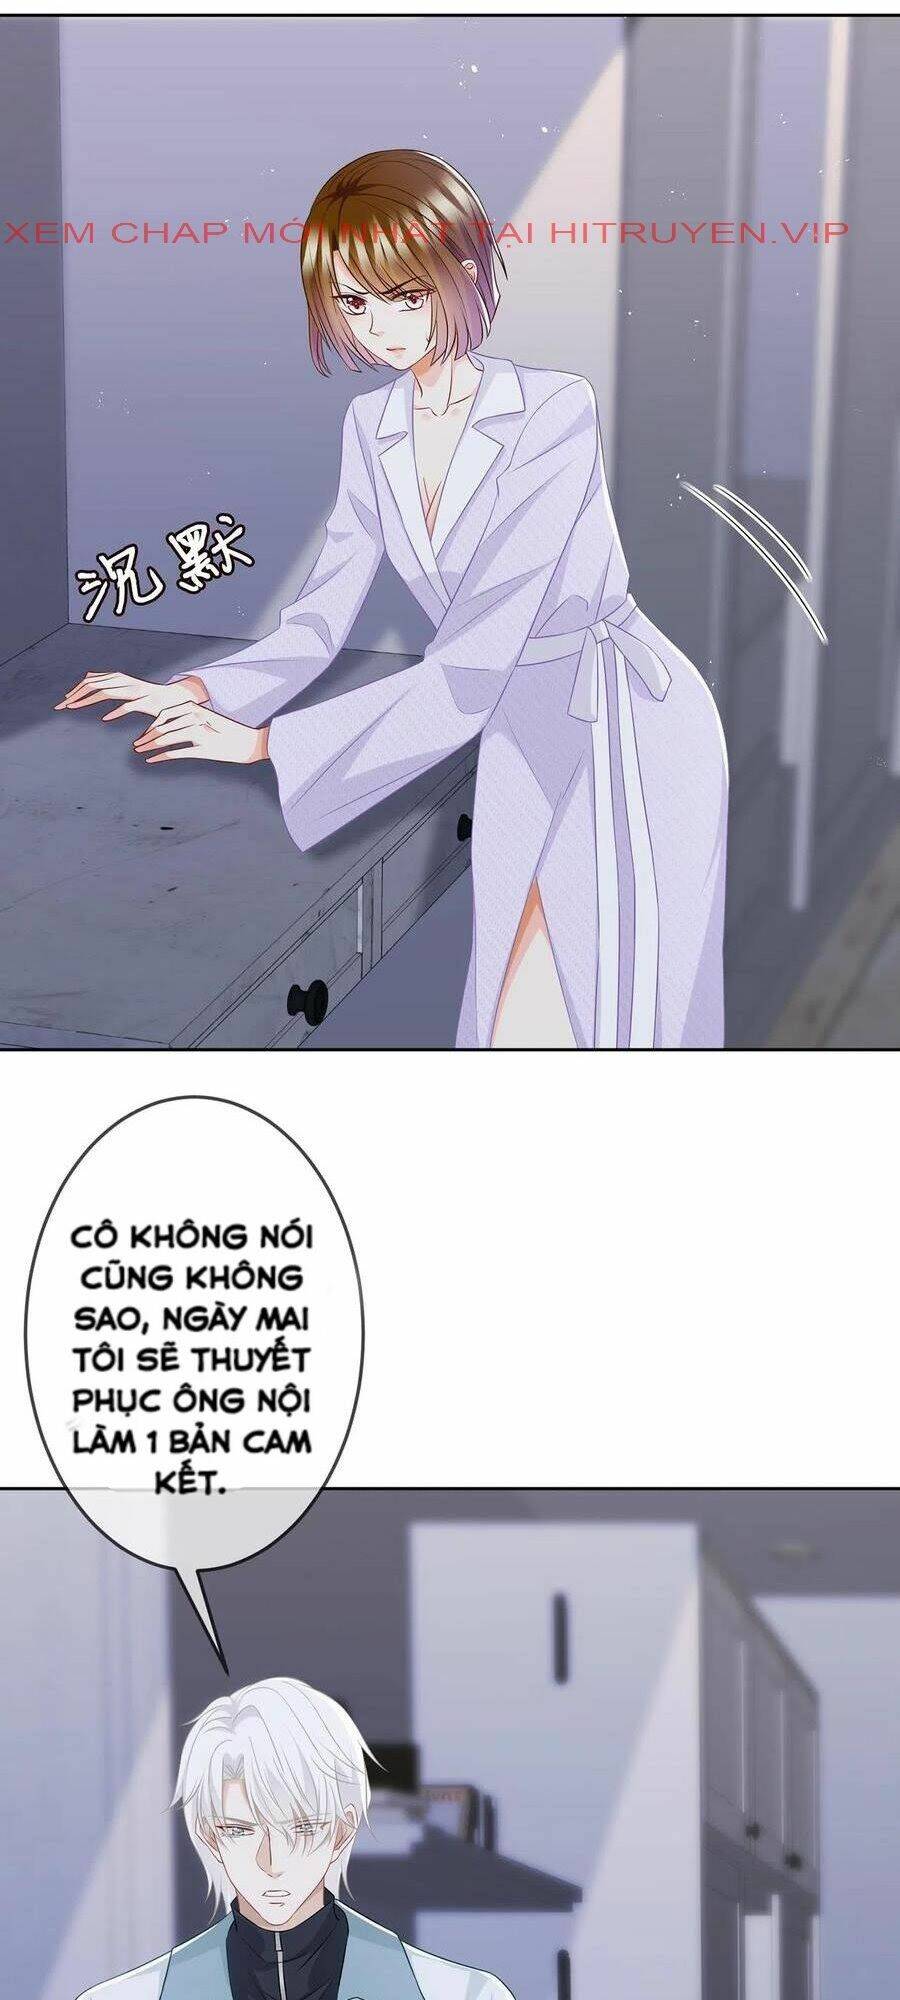 XEM CHAP MỚI NHẤT TẠI HITRUYEN.VIP
沉默
CÔ KHÔNG NÓI
CŨNG KHÔNG
SAO, NGÀY MAI
TÔI SẼ THUYẾT
PHỤC ÔNG NỘI
LÀM 1 BẢN CAM
KẾT.